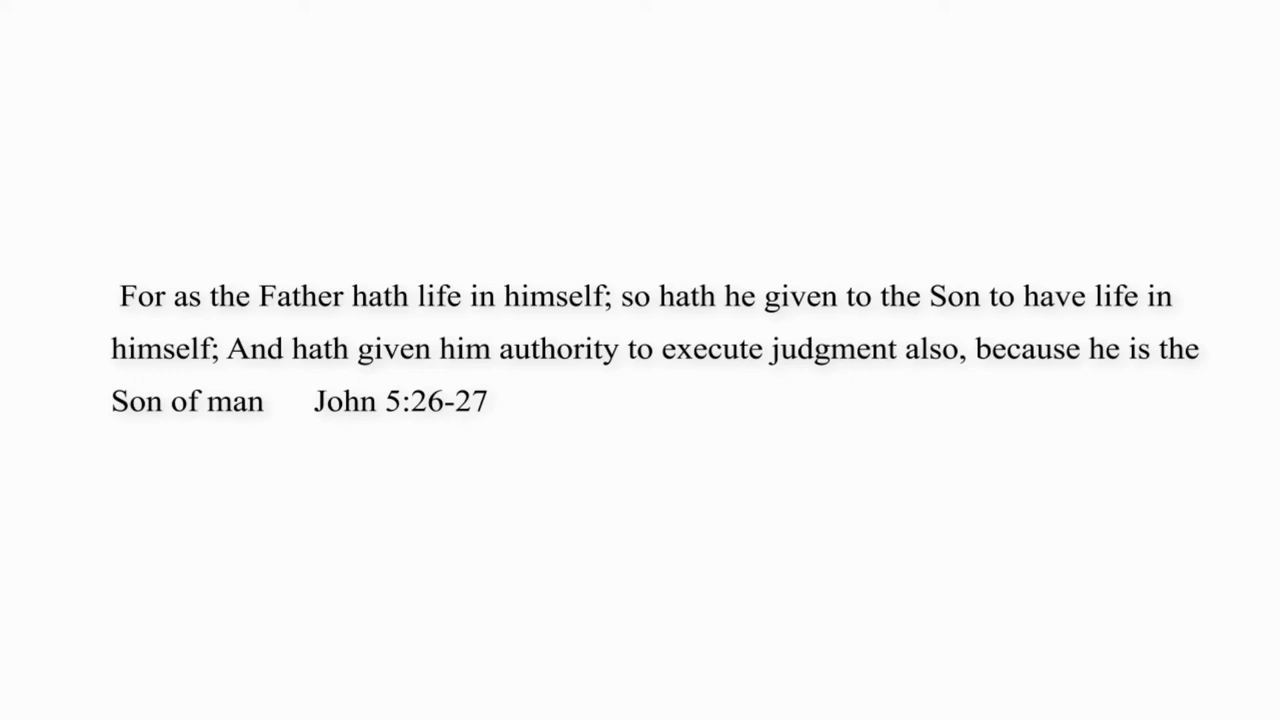 For as the Father hath life in himself; so hath he given to the Son to have life in
himself; And hath given him authority to execute judgment also, because he is the
Son of man John 5:26-27